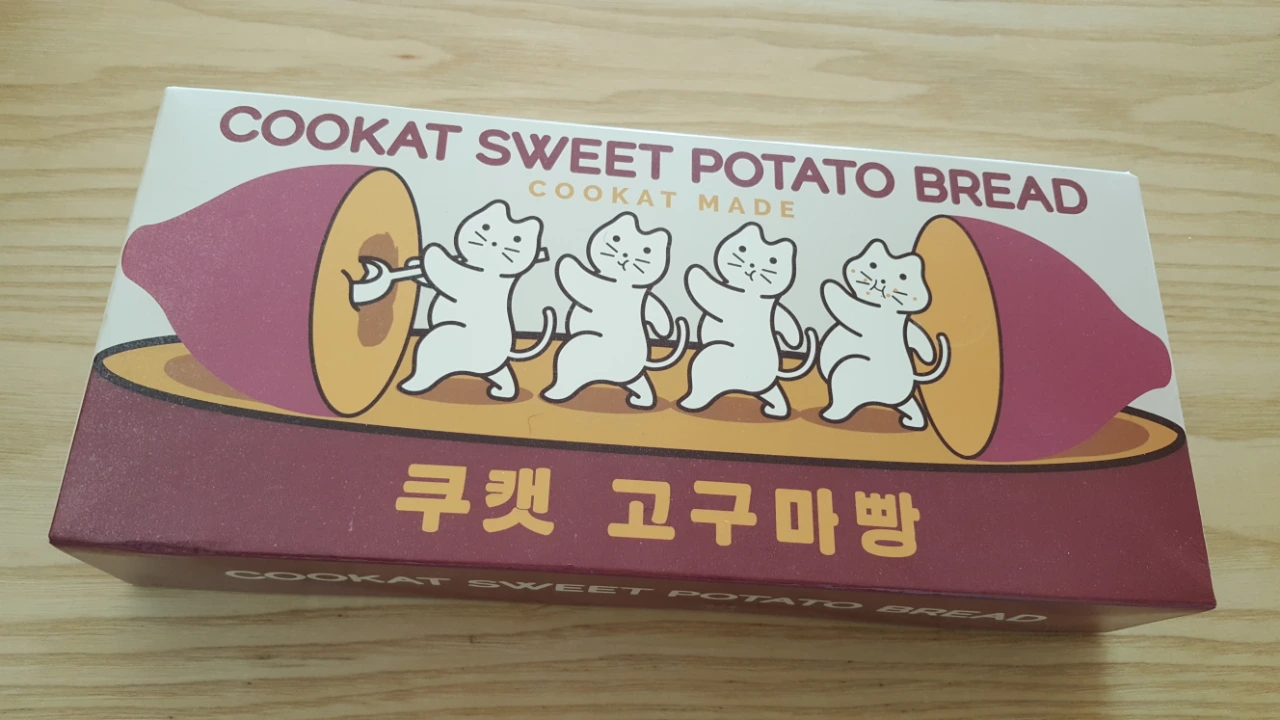 COOKAT SWEET POTATO BREAD
COOKAT MADE
쿠캣 고구마빵
COOKAT SWEET POTATO BREAD